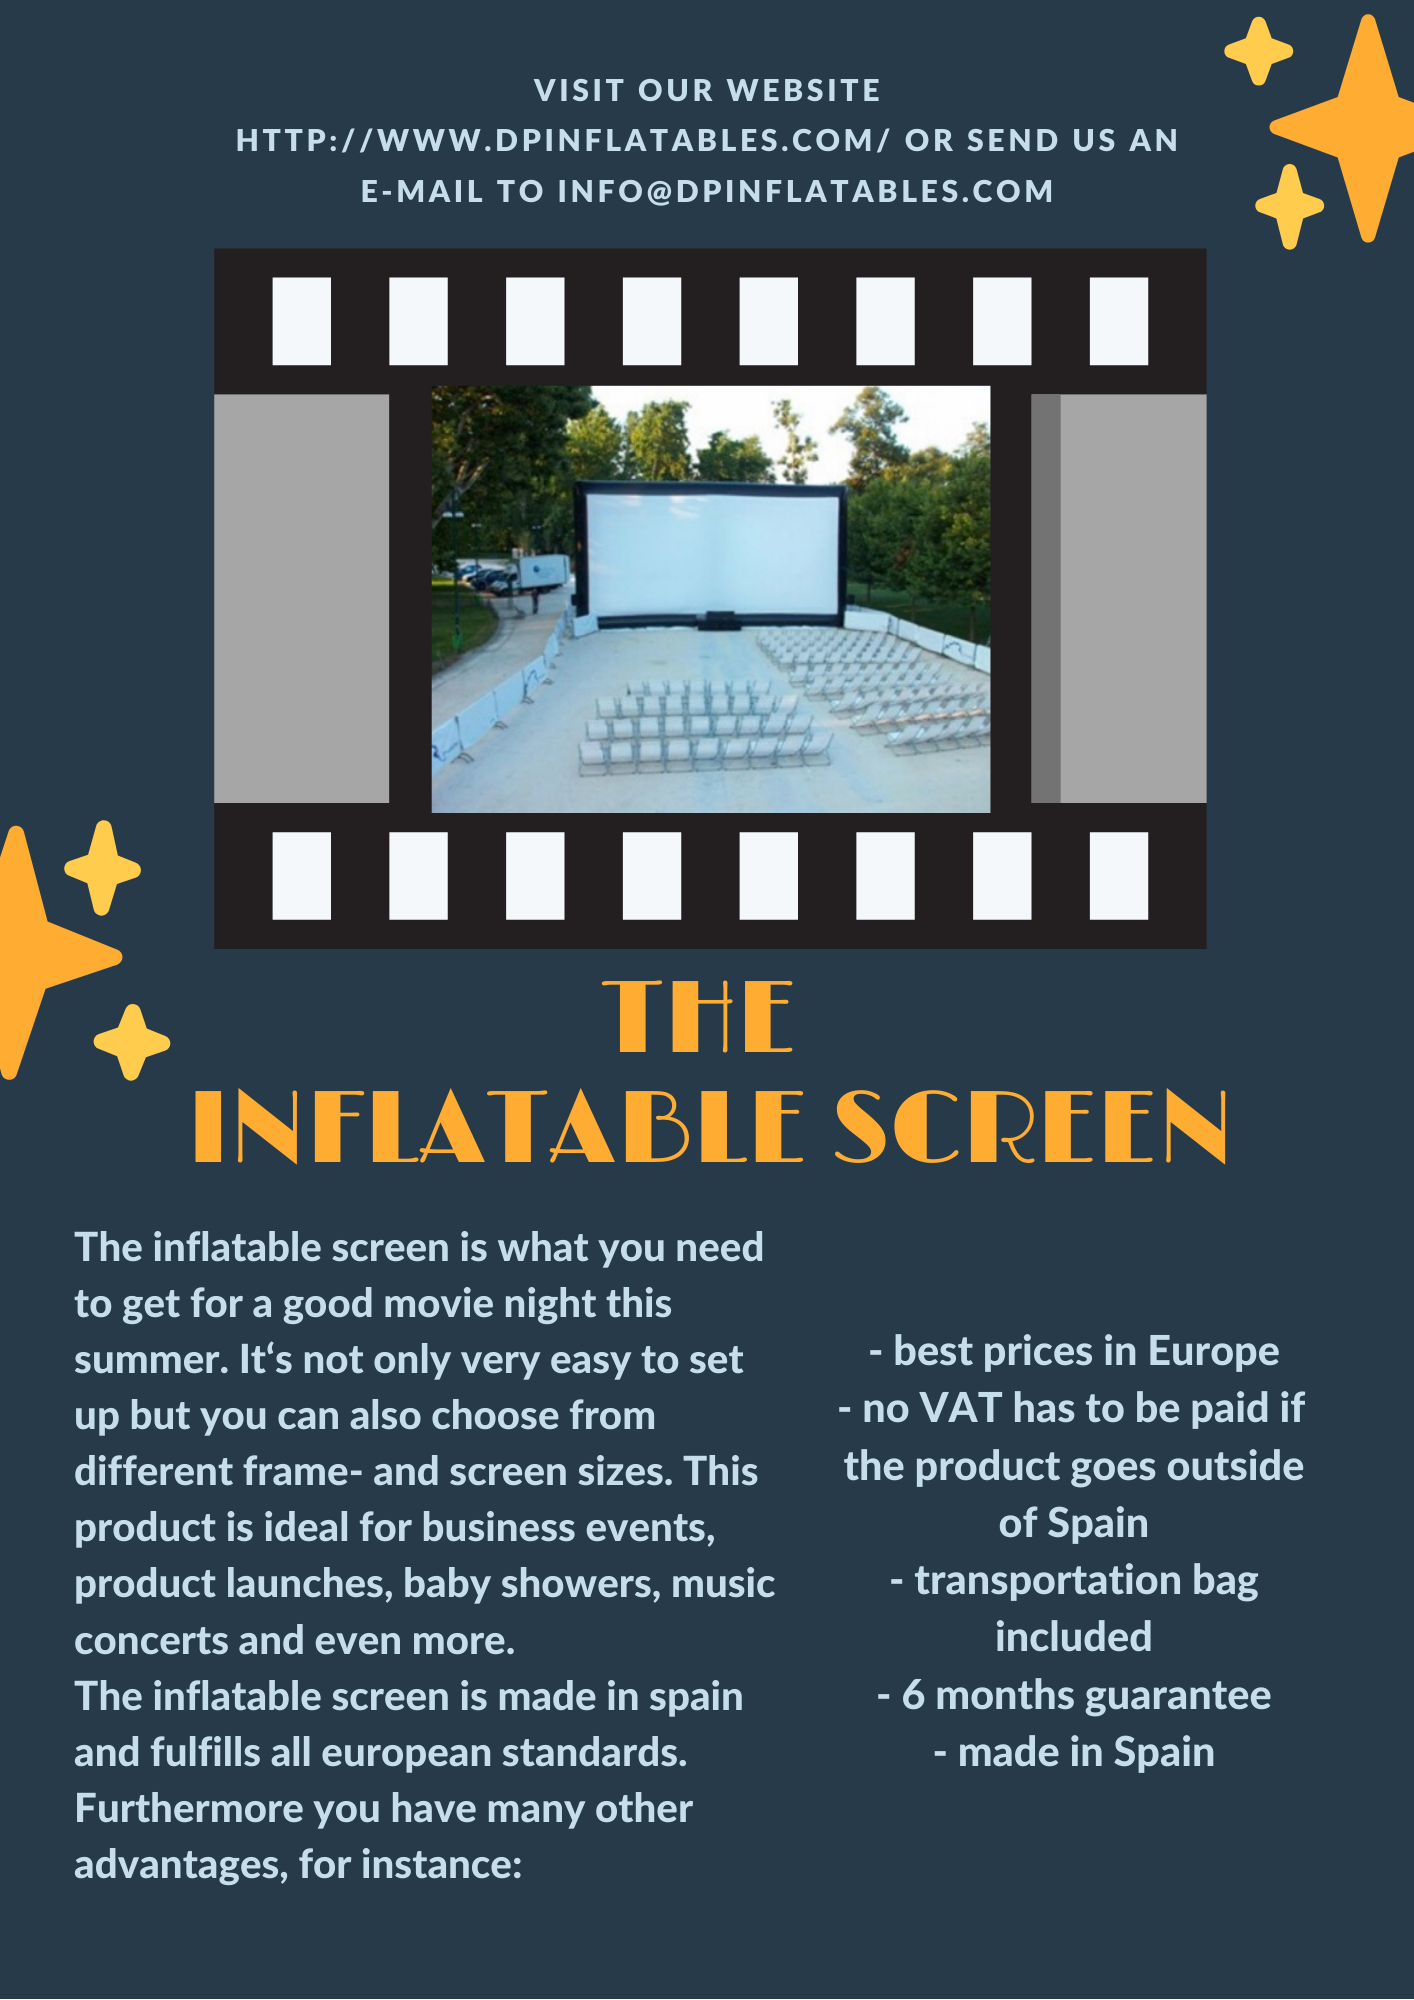 VISIT OUR WEBSITE
HTTP://WWW.DPINFLATABLES.COM/ OR SEND US AN
E-MAIL TO INFO@DPINFLATABLES.COM
THE
INFLATABLE SCREEN
The inflatable screen is what you need
to get for a good movie night this
summer. It‘s not only very easy to set
up but you can also choose from
different frame- and screen sizes. This
product is ideal for business events,
product launches, baby showers, music
concerts and even more.
The inflatable screen is made in spain
and fulfills all european standards.
Furthermore you have many other
advantages, for instance:
- best prices in Europe
- no VAT has to be paid if
the product goes outside
of Spain
- transportation bag
included
- 6 months guarantee
- made in Spain